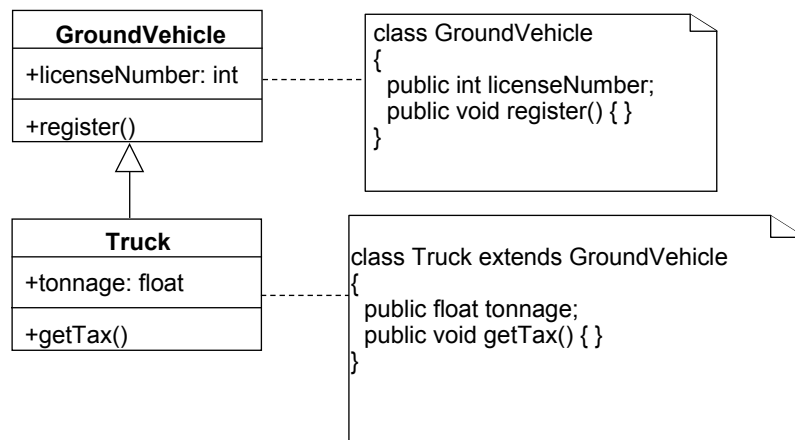 GroundVehicle
+licenseNumber: int
+register()
class GroundVehicle
{
public int licenseNumber;
public void register() { }
}
Truck
+tonnage: float
+getTax()
class Truck extends GroundVehicle
{
public float tonnage;
public void getTax() { }
}